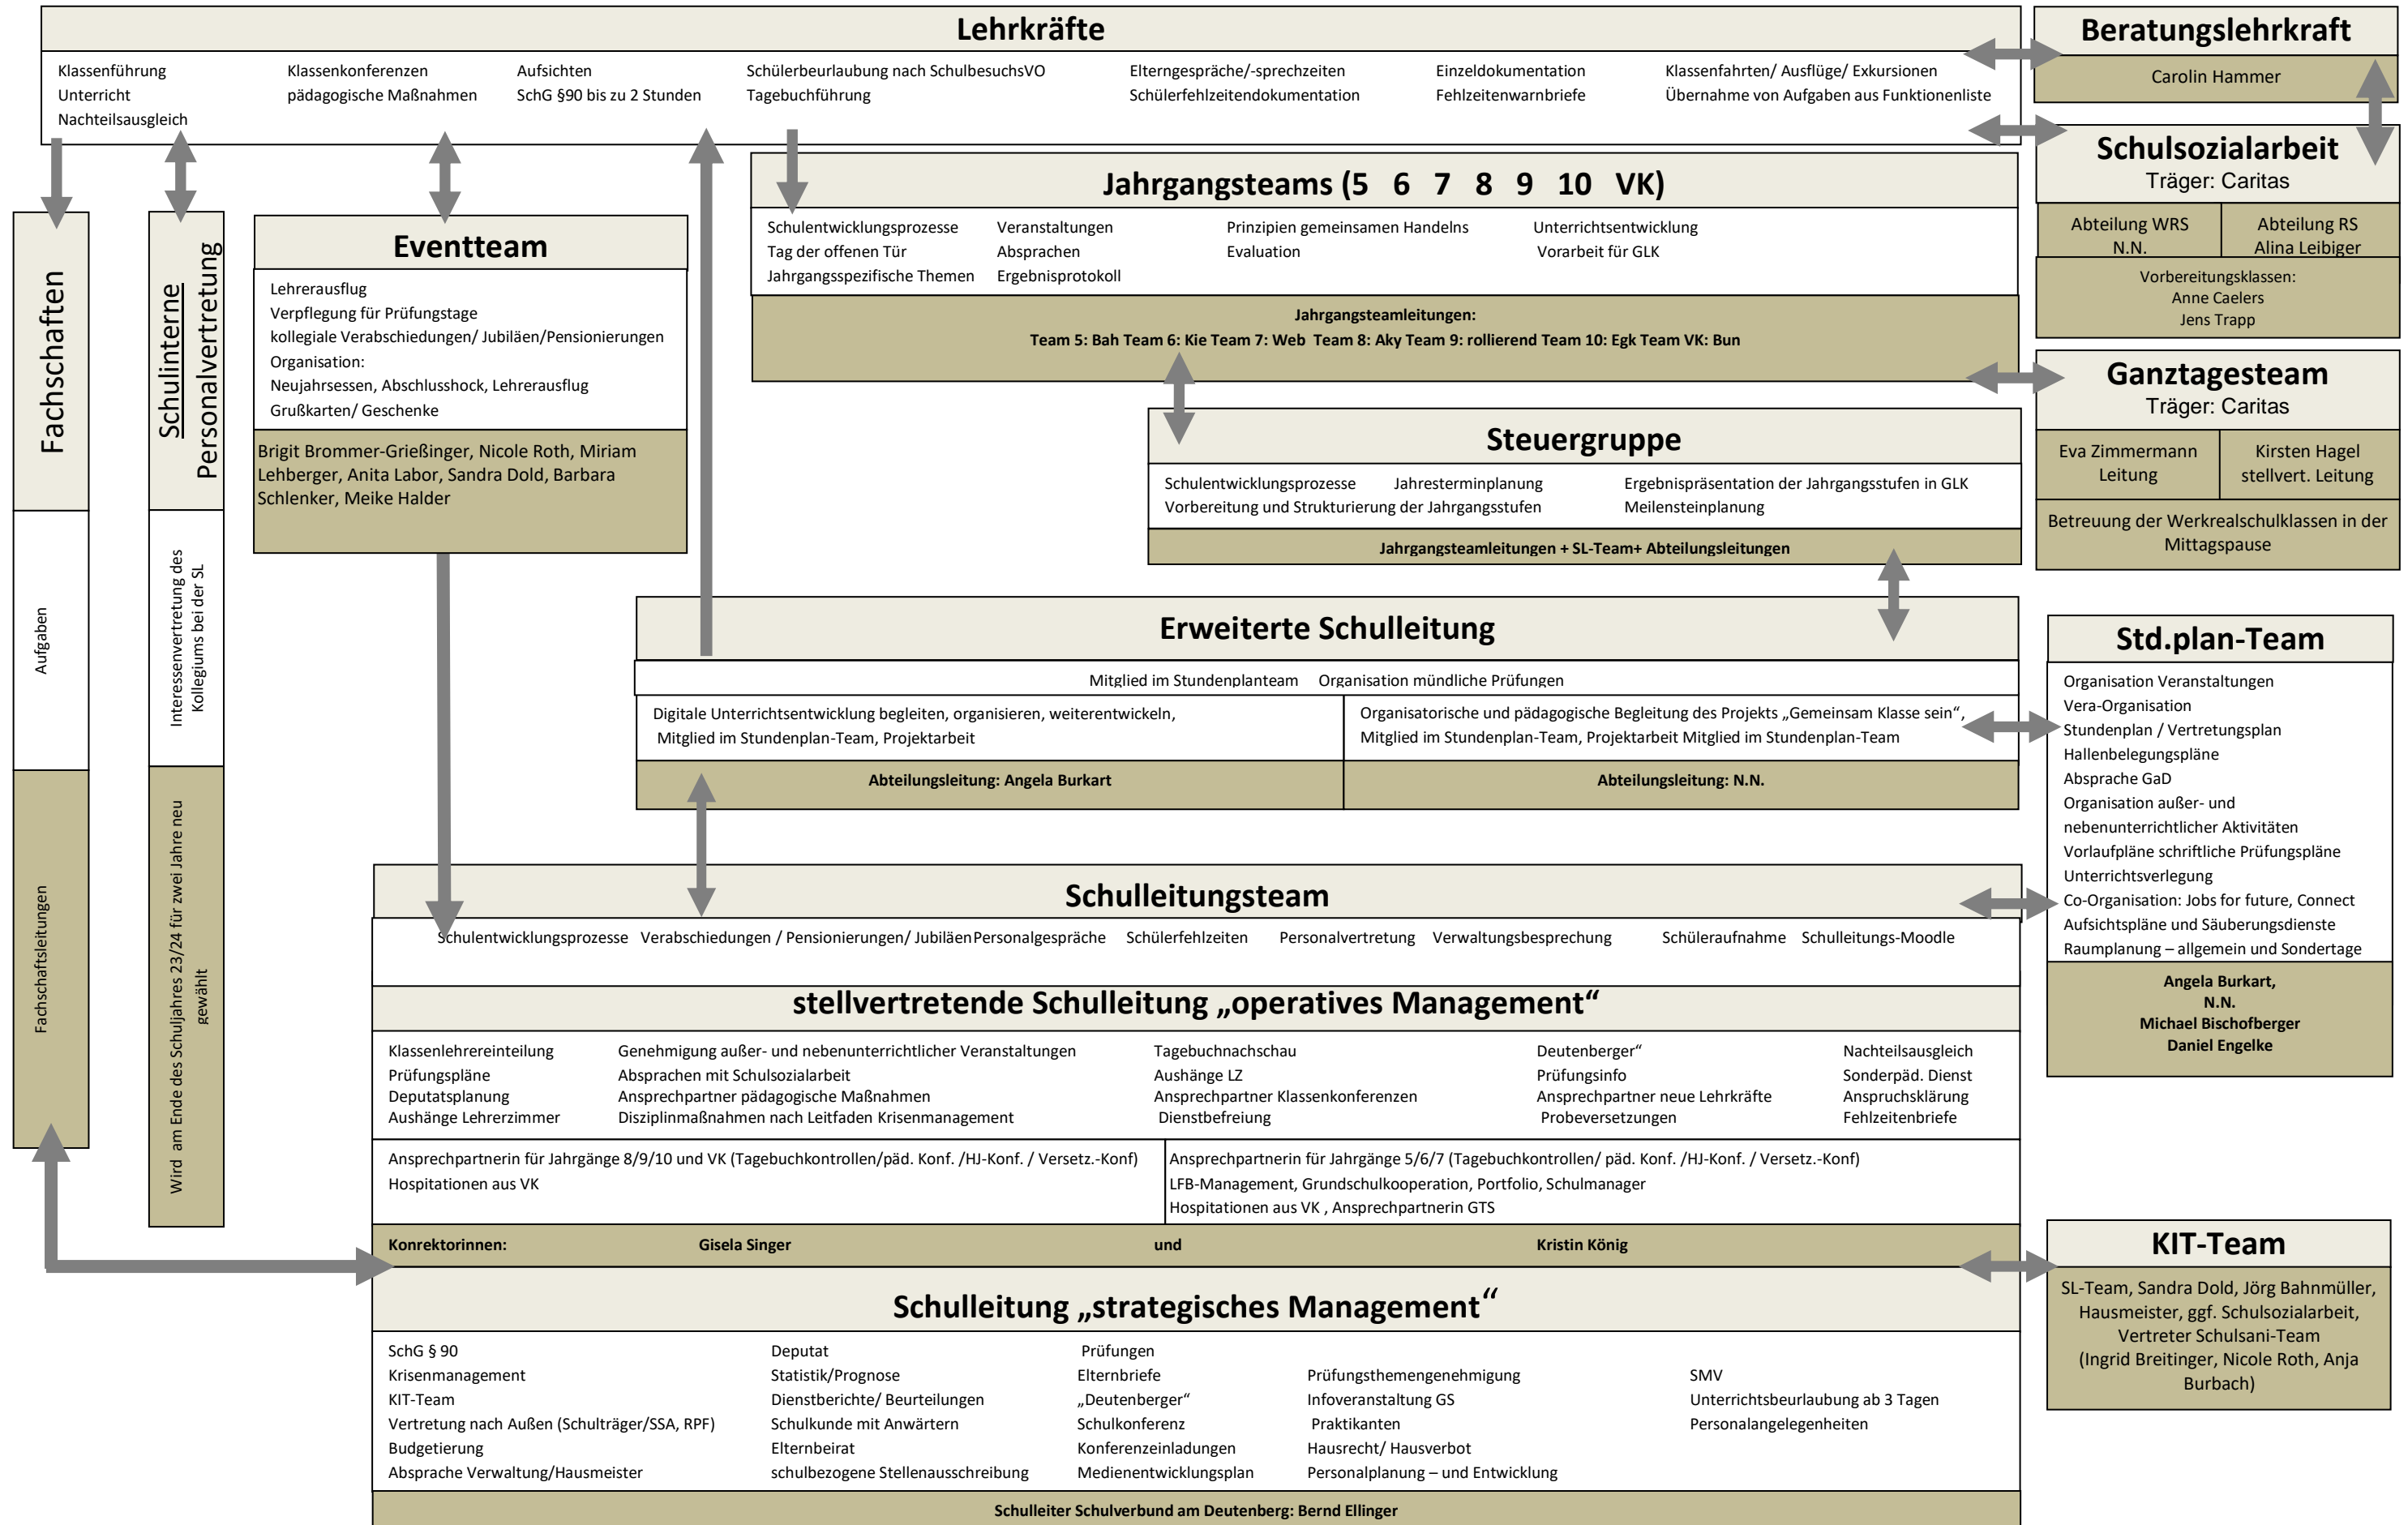 Lehrkräfte
Klassenführung
Unterricht
Nachteilsausgleich
Klassenkonferenzen
pädagogische Maßnahmen
Aufsichten
SchG §90 bis zu 2 Stunden
Schülerbeurlaubung nach SchulbesuchsVO
Tagebuchführung
Elterngespräche/-sprechzeiten
Schülerfehlzeitendokumentation
Einzeldokumentation
Fehlzeitenwarnbriefe
Klassenfahrten/ Ausflüge/ Exkursionen
Übernahme von Aufgaben aus Funktionenliste
Beratungslehrkraft
Carolin Hammer
Schulsozialarbeit
Träger: Caritas
Abteilung WRS
N.N.
Abteilung RS
Alina Leibiger
Vorbereitungsklassen:
Anne Caelers
Jens Trapp
Ganztagesteam
Träger: Caritas
Eva Zimmermann
Leitung
Kirsten Hagel
stellvert. Leitung
Betreuung der Werkrealschulklassen in der
Mittagspause
Fachschaften
Aufgaben
Fachschaftsleitungen
Schulinterne
Personalvertretung
Interessenvertretung des
Kollegiums bei der SL
Wird am Ende des Schuljahres 23/24 für zwei Jahre neu
gewählt
Eventteam
Lehrerausflug
Verpflegung für Prüfungstage
kollegiale Verabschiedungen/ Jubiläen/Pensionierungen
Organisation:
Neujahrsessen, Abschlusshock, Lehrerausflug
Grußkarten/ Geschenke
Brigit Brommer-Grießinger, Nicole Roth, Miriam
Lehberger, Anita Labor, Sandra Dold, Barbara
Schlenker, Meike Halder
Jahrgangsteams (5 6 7 8 9 10 VK)
Schulentwicklungsprozesse
Tag der offenen Tür
Jahrgangsspezifische Themen
Veranstaltungen
Absprachen
Ergebnisprotokoll
Prinzipien gemeinsamen Handelns
Evaluation
Unterrichtsentwicklung
Vorarbeit für GLK
Jahrgangsteamleitungen:
Team 5: Bah Team 6: Kie Team 7: Web Team 8: Aky Team 9: rollierend Team 10: Egk Team VK: Bun
Steuergruppe
Schulentwicklungsprozesse Jahresterminplanung Ergebnispräsentation der Jahrgangsstufen in GLK
Vorbereitung und Strukturierung der Jahrgangsstufen Meilensteinplanung
Jahrgangsteamleitungen + SL-Team+ Abteilungsleitungen
Erweiterte Schulleitung
Mitglied im Stundenplanteam Organisation mündliche Prüfungen
Digitale Unterrichtsentwicklung begleiten, organisieren, weiterentwickeln,
Mitglied im Stundenplan-Team, Projektarbeit
Organisatorische und pädagogische Begleitung des Projekts „Gemeinsam Klasse sein“,
Mitglied im Stundenplan-Team, Projektarbeit Mitglied im Stundenplan-Team
Abteilungsleitung: Angela Burkart
Abteilungsleitung: N.N.
Std.plan-Team
Organisation Veranstaltungen
Vera-Organisation
Stundenplan / Vertretungsplan
Hallenbelegungspläne
Absprache GaD
Organisation außer- und
nebenunterrichtlicher Aktivitäten
Vorlaufpläne schriftliche Prüfungspläne
Unterrichtsverlegung
Co-Organisation: Jobs for future, Connect
Aufsichtspläne und Säuberungsdienste
Raumplanung – allgemein und Sondertage
Angela Burkart,
N.N.
Michael Bischofberger
Daniel Engelke
Schulleitungsteam
Schulentwicklungsprozesse Verabschiedungen / Pensionierungen/ Jubiläen Personalgespräche Schülerfehlzeiten Personalvertretung Verwaltungsbesprechung Schüleraufnahme Schulleitungs-Moodle
stellvertretende Schulleitung „operatives Management“
Klassenlehrereinteilung Genehmigung außer- und nebenunterrichtlicher Veranstaltungen Tagebuchnachschau Deutenberger“ Nachteilsausgleich
Prüfungspläne Absprachen mit Schulsozialarbeit Aushänge LZ Prüfungsinfo Sonderpäd. Dienst
Deputatsplanung Ansprechpartner pädagogische Maßnahmen Ansprechpartner Klassenkonferenzen Ansprechpartner neue Lehrkräfte Anspruchsklärung
Aushänge Lehrerzimmer Disziplinmaßnahmen nach Leitfaden Krisenmanagement Dienstbefreiung Probeversetzungen Fehlzeitenbriefe
Ansprechpartnerin für Jahrgänge 8/9/10 und VK (Tagebuchkontrollen/päd. Konf. /HJ-Konf. / Versetz.-Konf)
Hospitationen aus VK
Ansprechpartnerin für Jahrgänge 5/6/7 (Tagebuchkontrollen/ päd. Konf. /HJ-Konf. / Versetz.-Konf)
LFB-Management, Grundschulkooperation, Portfolio, Schulmanager
Hospitationen aus VK , Ansprechpartnerin GTS
Konrektorinnen: Gisela Singer und Kristin König
KIT-Team
SL-Team, Sandra Dold, Jörg Bahnmüller,
Hausmeister, ggf. Schulsozialarbeit,
Vertreter Schulsani-Team
(Ingrid Breitinger, Nicole Roth, Anja
Burbach)
Schulleitung „strategisches Management“
SchG § 90 Deputat Prüfungen
Krisenmanagement Statistik/Prognose Elternbriefe Prüfungsthemengenehmigung SMV
KIT-Team Dienstberichte/ Beurteilungen „Deutenberger“ Infoveranstaltung GS Unterrichtsbeurlaubung ab 3 Tagen
Vertretung nach Außen (Schulträger/SSA, RPF) Schulkunde mit Anwärtern Schulkonferenz Praktikanten Personalangelegenheiten
Budgetierung Elternbeirat Konferenzeinladungen Hausrecht/ Hausverbot
Absprache Verwaltung/Hausmeister schulbezogene Stellenausschreibung Medienentwicklungsplan Personalplanung – und Entwicklung
Schulleiter Schulverbund am Deutenberg: Bernd Ellinger